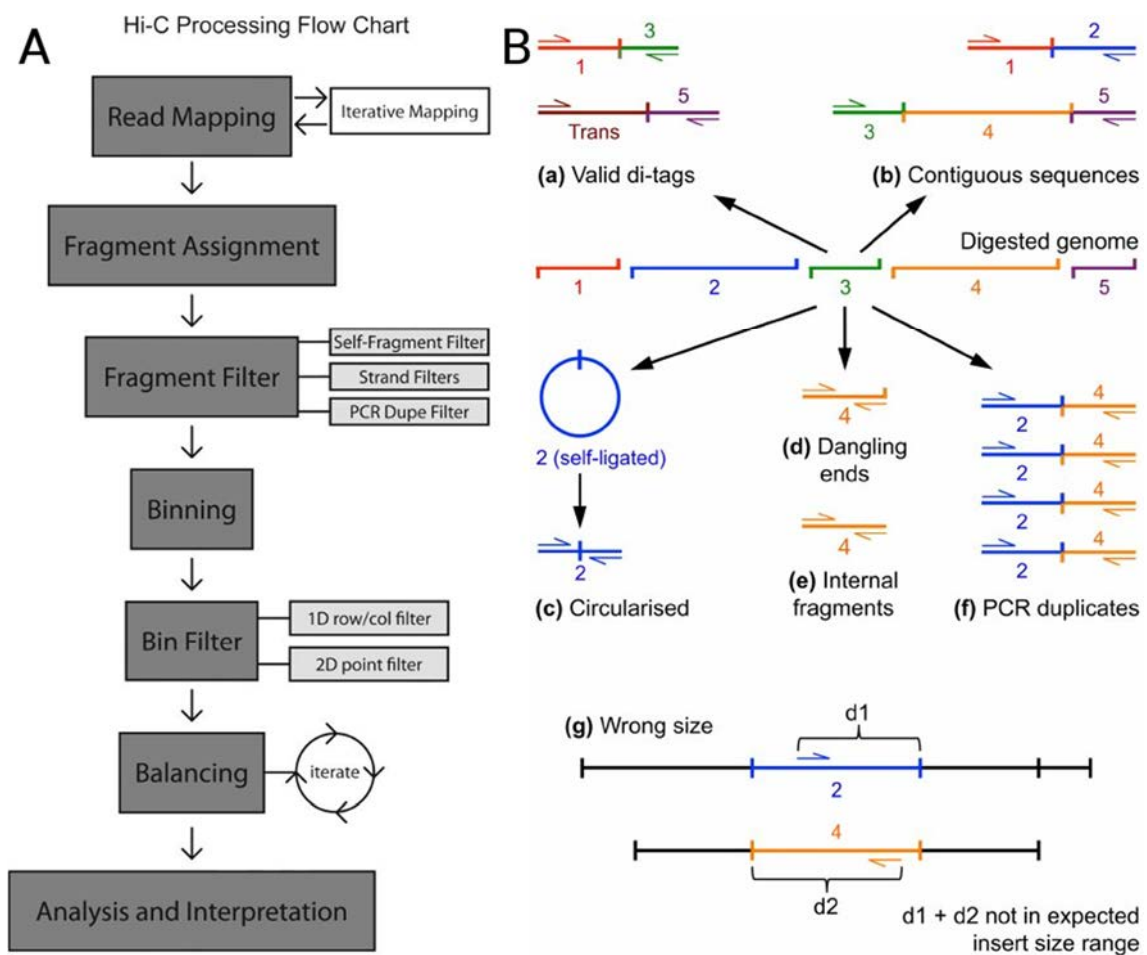 A
Hi-C Processing Flow Chart
Read Mapping
Iterative Mapping
Fragment Assignment
Fragment Filter
Self-Fragment Filter
Strand Filters
PCR Dupe Filter
Binning
Bin Filter
1D row/col filter
2D point filter
Balancing
iterate
Analysis and Interpretation
B
3
1
2
1
5
Trans
5
3
4
(a) Valid di-tags
(b) Contiguous sequences
Digested genome
1
2
3
4
5
2 (self-ligated)
2
(c) Circularised
4
(d) Dangling
ends
4
(e) Internal
fragments
4
2
4
2
4
2
4
2
(f) PCR duplicates
(g) Wrong size
d1
2
4
d2
d1 + d2 not in expected
insert size range